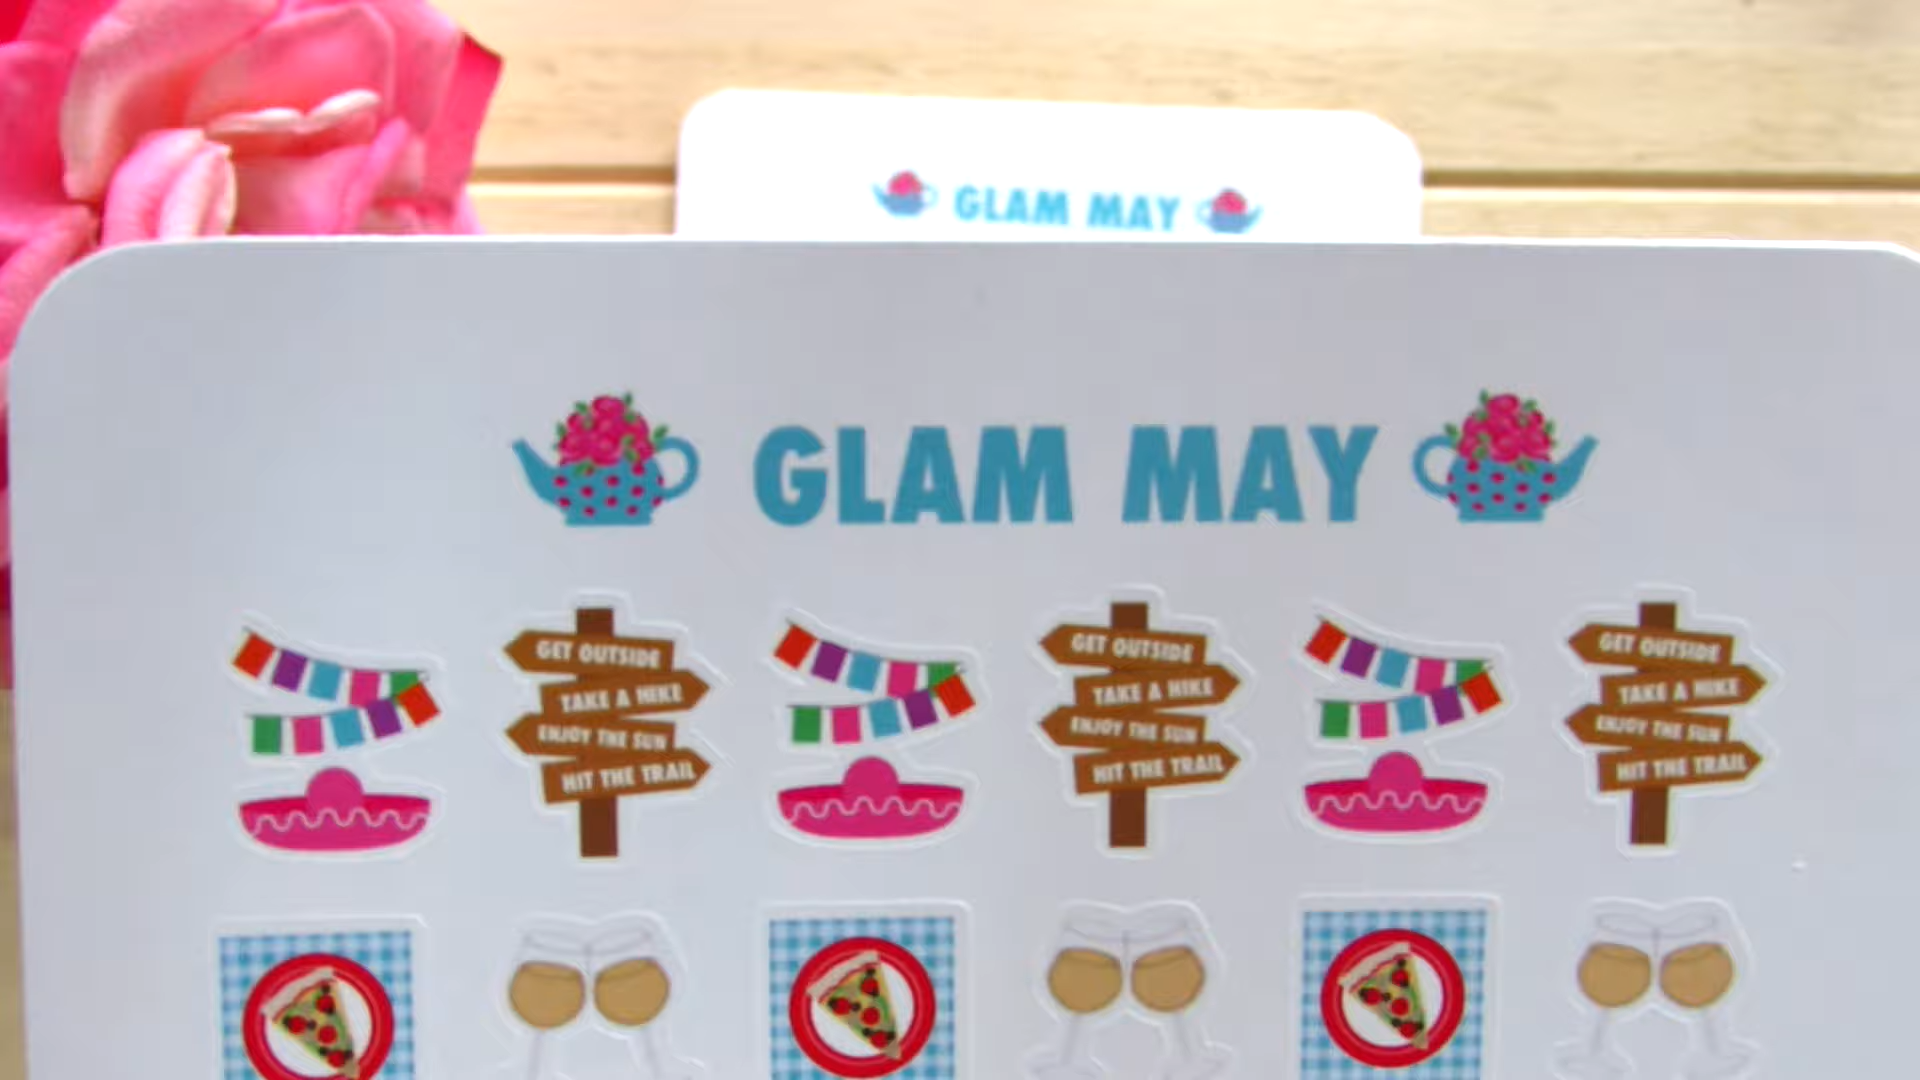 GLAM MAY
GLAM MAY
GET OUTSIDE
TAKE A HIKE
ENJOY THE SUN
HIT THE TRAIL
GET OUTSIDE
TAKE A HIKE
ENJOY THE SUN
HIT THE TRAIL
GET OUTSIDE
TAKE A HIKE
ENJOY THE SUN
HIT THE TRAIL